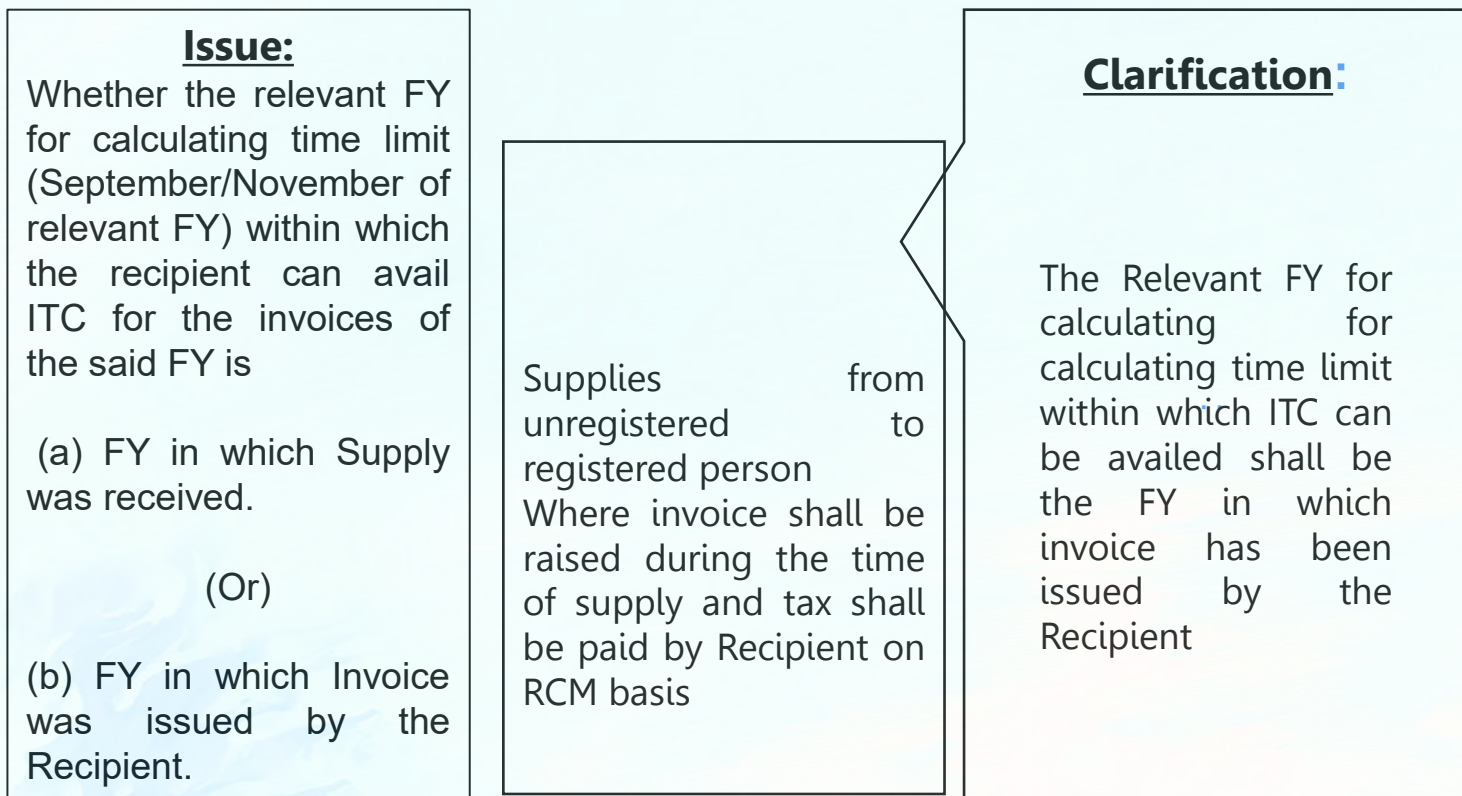 Issue:
Whether the relevant FY
for calculating time limit
(September/November of
relevant FY) within which
the recipient can avail
ITC for the invoices of
the said FY is
(a) FY in which Supply
was received.
(Or)
(b) FY in which Invoice
was issued by the
Recipient.
Supplies from
unregistered to
registered person
Where invoice shall be
raised during the time
of supply and tax shall
be paid by Recipient on
RCM basis
Clarification:
The Relevant FY for
calculating for
calculating time limit
within which ITC can
be availed shall be
the FY in which
invoice has been
issued by the
Recipient